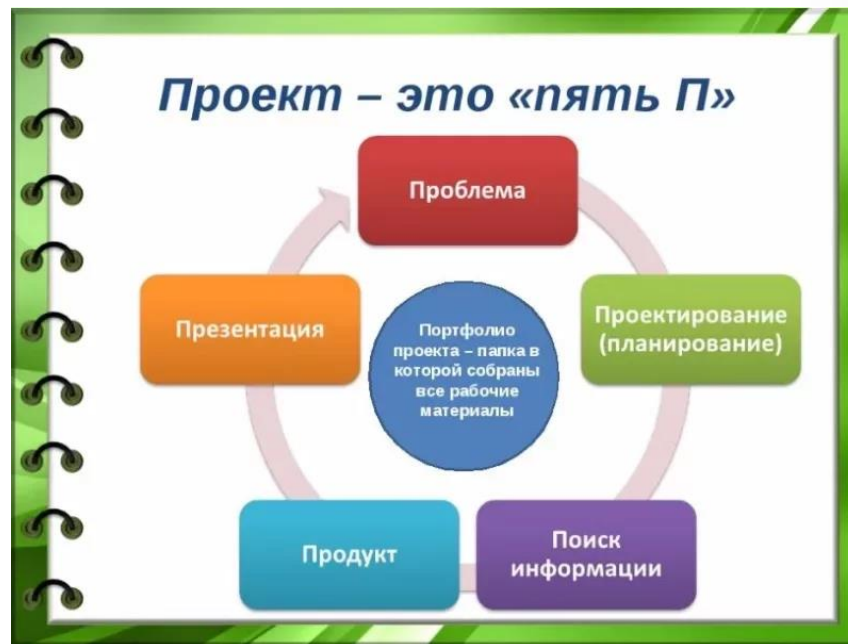 Проект – это «пять П»
Проблема
Проектирование
(планирование)
Поиск
информации
Продукт
Презентация
Портфолио
проекта – папка в
которой собраны
все рабочие
материалы